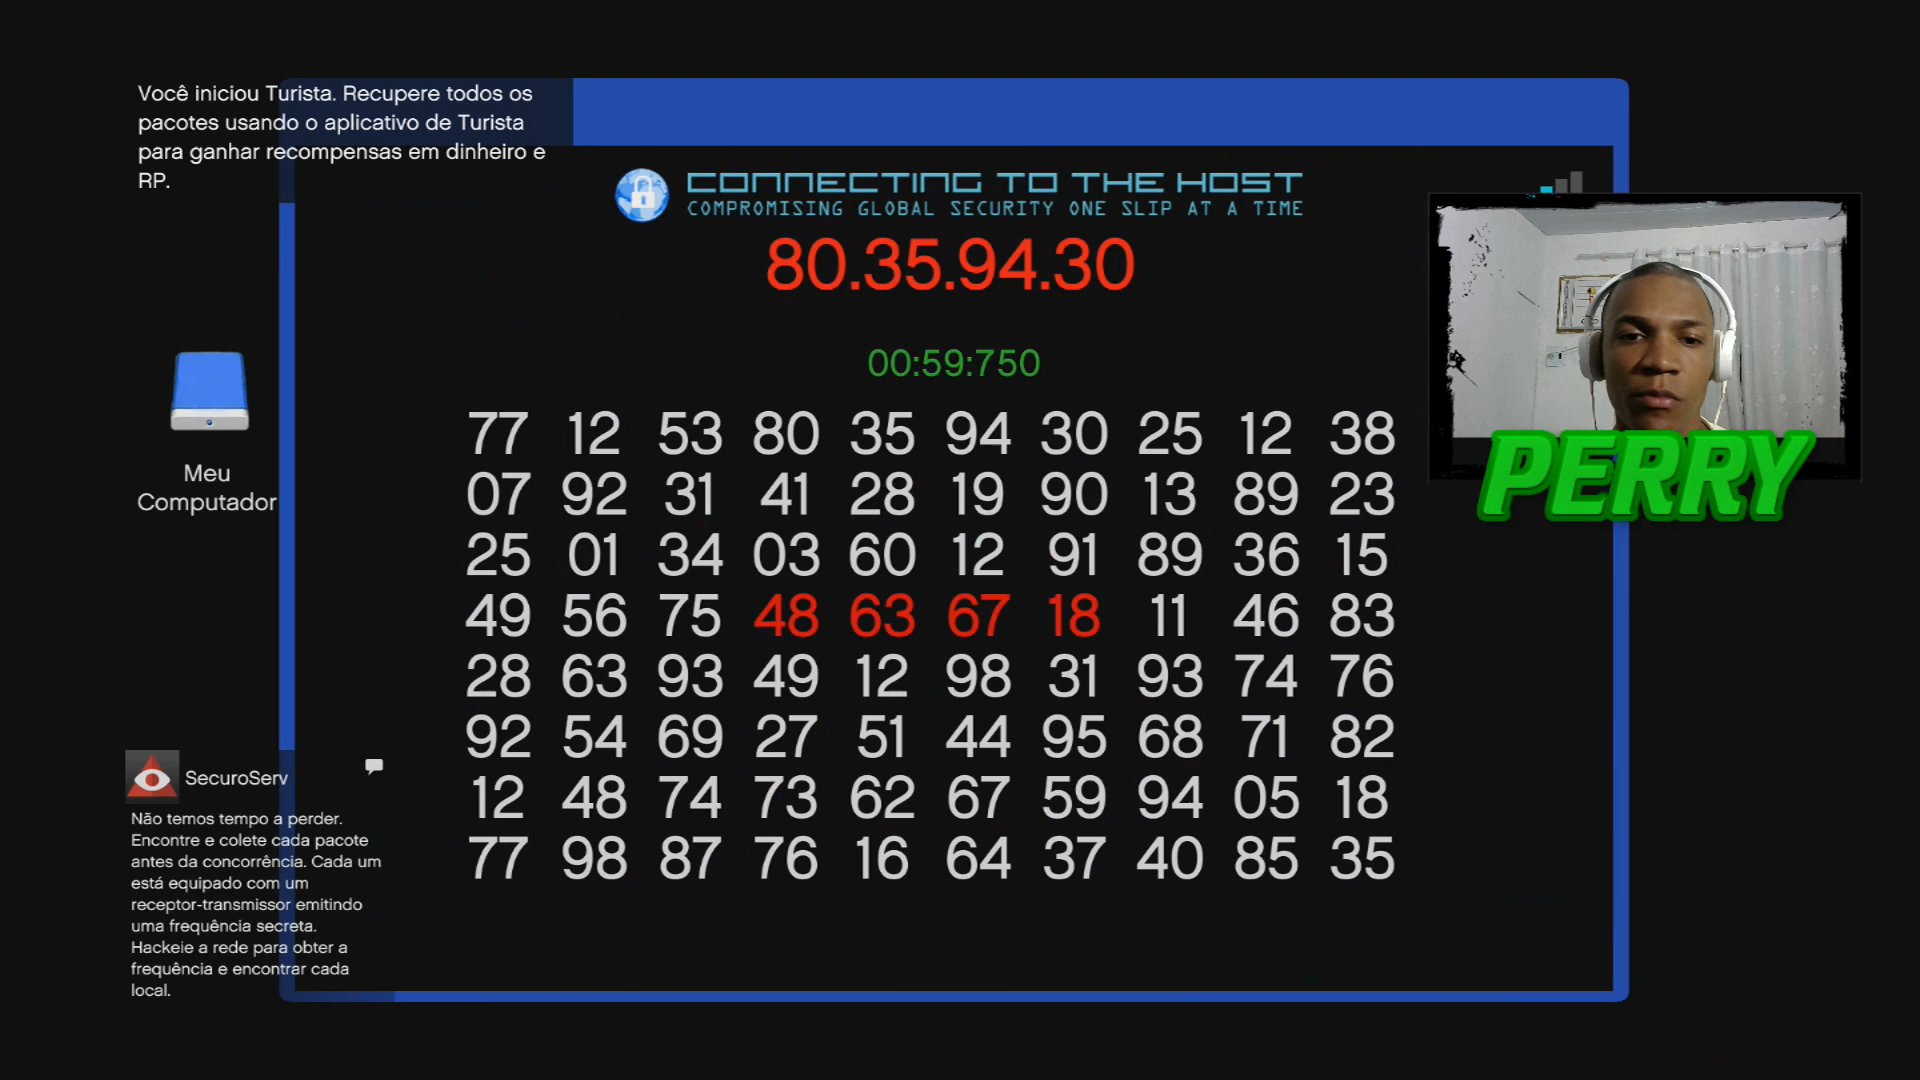 Você iniciou Turista. Recupere todos os
pacotes usando o aplicativo de Turista
para ganhar recompensas em dinheiro e
RP.
CONNECTING TO THE HOST
COMPROMISING GLOBAL SECURITY ONE SLIP AT A TIME
80.35.94.30
00:59:750
77 12 53 80 35 94 30 25 12 38
07 92 31 41 28 19 90 13 89 23
25 01 34 03 60 12 91 89 36 15
49 56 75 48 63 67 18 11 46 83
28 63 93 49 12 98 31 93 74 76
92 54 69 27 51 44 95 68 71 82
12 48 74 73 62 67 59 94 05 18
77 98 87 76 16 64 37 40 85 35
Meu
Computador
PERRY
SecuroServ
Não temos tempo a perder.
Encontre e colete cada pacote
antes da concorrência. Cada um
está equipado com um
receptor-transmissor emitindo
uma frequência secreta.
Hackeie a rede para obter a
frequência e encontrar cada
local.